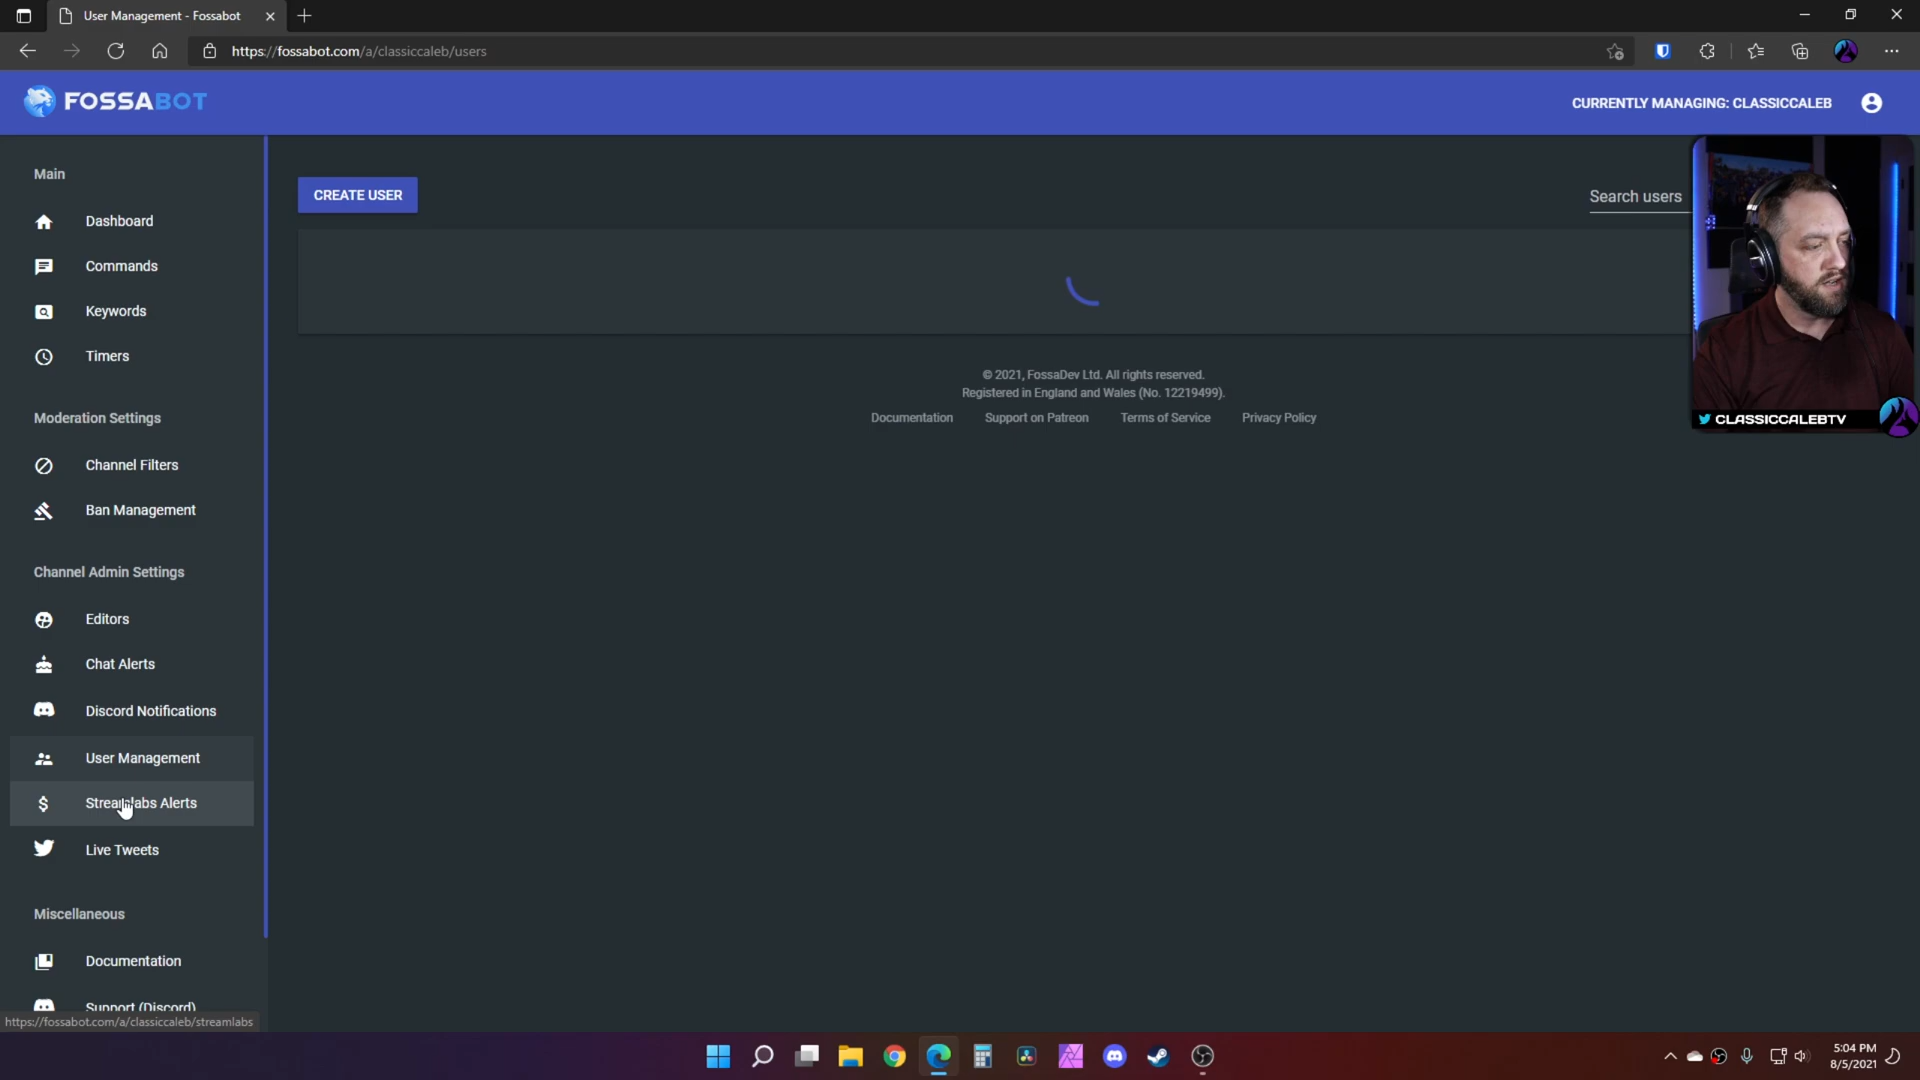 User Management - Fossabot
https://fossabot.com/a/classiccaleb/users
FOSSABOT
CURRENTLY MANAGING: CLASSICCALEB
Main
Dashboard
Commands
Keywords
Timers
Moderation Settings
Channel Filters
Ban Management
Channel Admin Settings
Editors
Chat Alerts
Discord Notifications
User Management
Streamlabs Alerts
Live Tweets
Miscellaneous
Documentation
Support (Discord)
https://fossabot.com/a/classiccaleb/streamlabs
CREATE USER
Search users
© 2021, FossaDev Ltd. All rights reserved.
Registered in England and Wales (No. 12219499).
Documentation Support on Patreon Terms of Service Privacy Policy
CLASSICCALEBTV
5:04 PM
8/5/2021